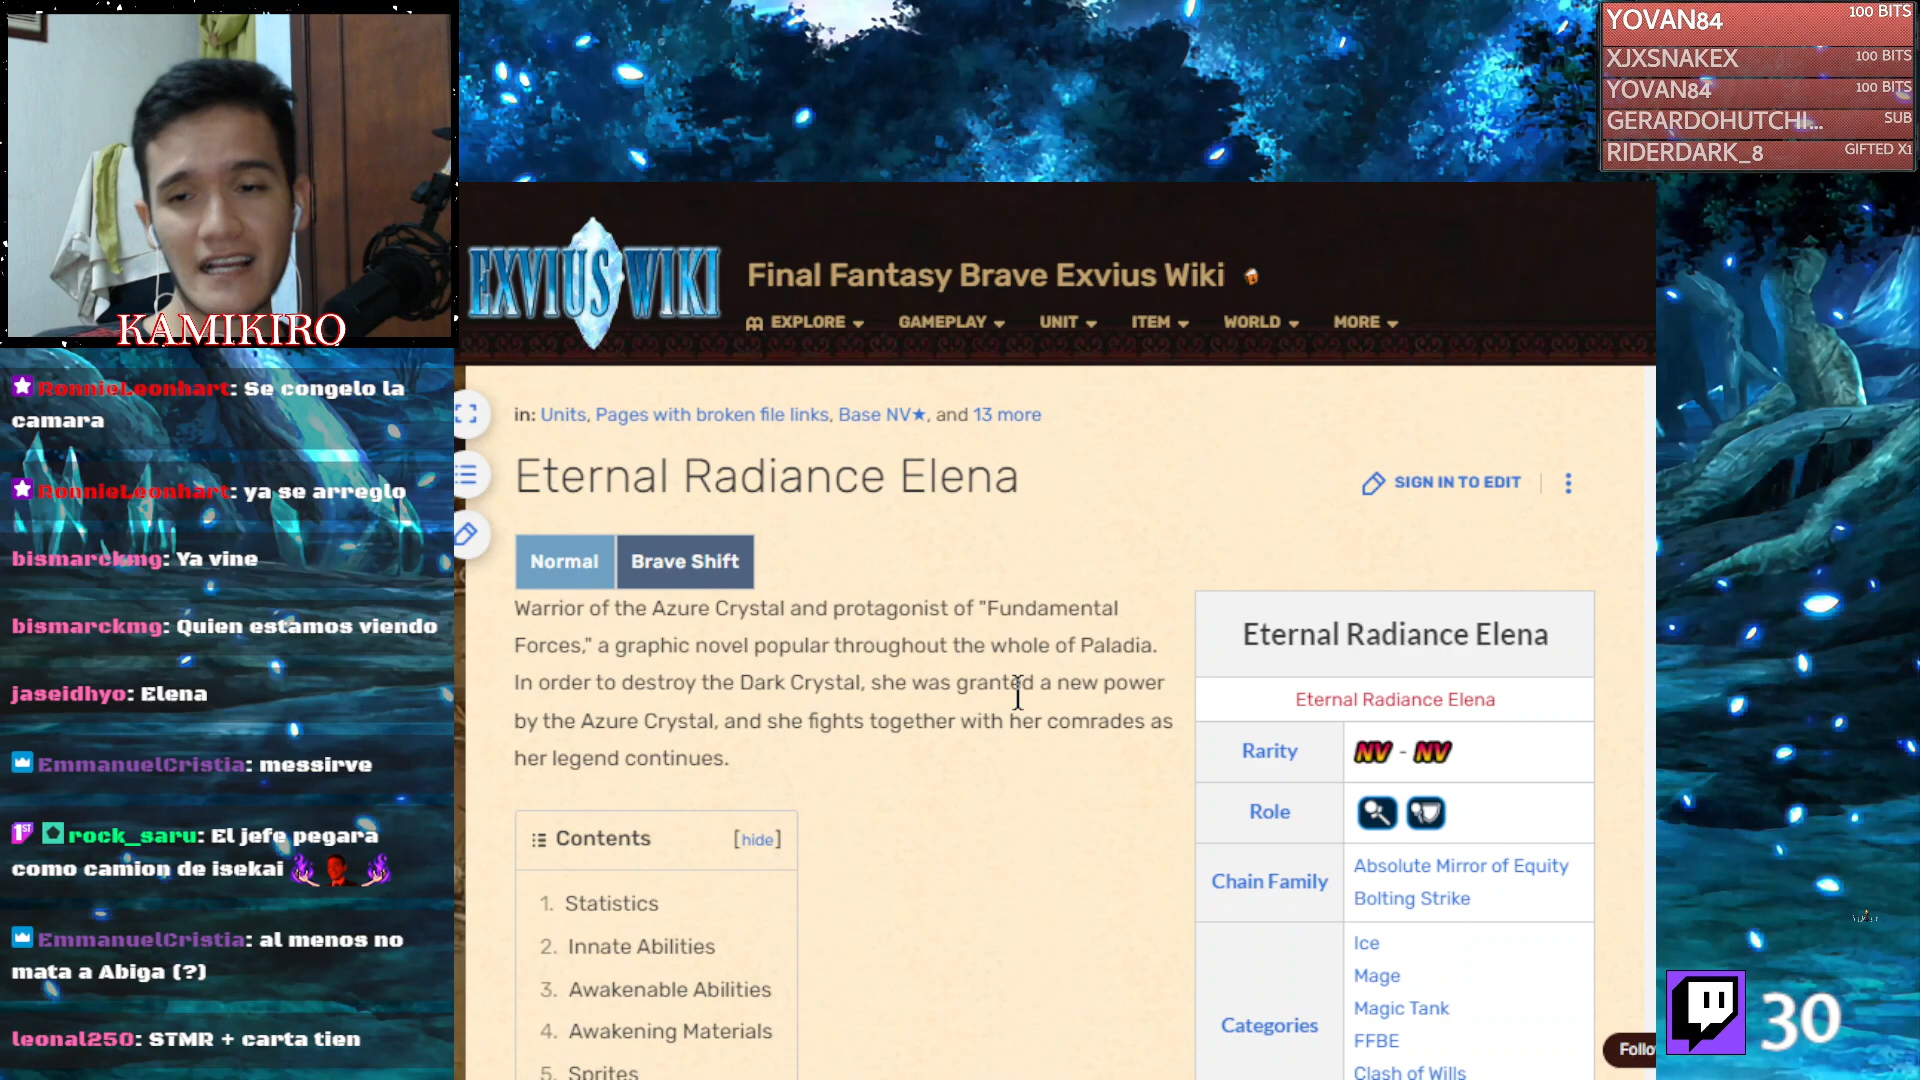 KAMIKIRO
RonnieLeonhart: Se congelo la
camara
RonnieLeonhart: ya se arreglo
bismarckmg: Ya vine
bismarckmg: Quien estamos viendo
jaseidhyo: Elena
EmmanuelCristia: messirve
1ST rock_saru: El jefe pegara
como camion de isekai
EmmanuelCristia: al menos no
mata a Abiga (?)
leonal250: STMR + carta tien
EXVIUS WIKI
Final Fantasy Brave Exvius Wiki
EXPLORE GAMEPLAY UNIT ITEM WORLD MORE
in: Units, Pages with broken file links, Base NV★, and 13 more
Eternal Radiance Elena
SIGN IN TO EDIT
Normal Brave Shift
Warrior of the Azure Crystal and protagonist of "Fundamental
Forces," a graphic novel popular throughout the whole of Paladia.
In order to destroy the Dark Crystal, she was granted a new power
by the Azure Crystal, and she fights together with her comrades as
her legend continues.
Contents [hide]
1. Statistics
2. Innate Abilities
3. Awakenable Abilities
4. Awakening Materials
5. Sprites
Eternal Radiance Elena
Eternal Radiance Elena
Rarity NV - NV
Role
Chain Family Absolute Mirror of Equity
Bolting Strike
Categories Ice
Mage
Magic Tank
FFBE
Clash of Wills
YOVAN84 100 BITS
XJXSNAKEX 100 BITS
YOVAN84 100 BITS
GERARDOHUTCHI... SUB
RIDERDARK_8 GIFTED X1
30
Follo